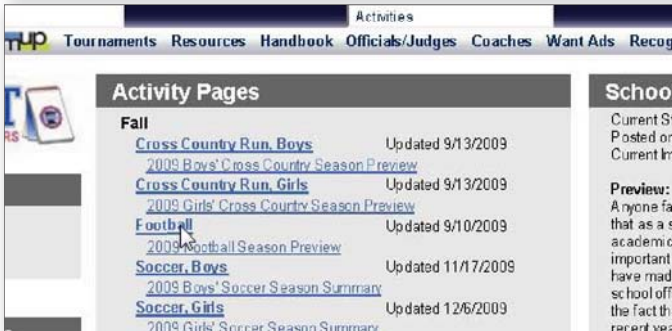 Activities
Tournaments Resources Handbook Officials/Judges Coaches Want Ads
Activity Pages
Fall
Cross Country Run, Boys Updated 9/13/2009
2009 Boys' Cross Country Season Preview
Cross Country Run, Girls Updated 9/13/2009
2009 Girls' Cross Country Season Preview
Football Updated 9/10/2009
2009 Football Season Preview
Soccer, Boys Updated 11/17/2009
2009 Boys' Soccer Season Summary
Soccer, Girls Updated 12/6/2009
2009 Girls' Soccer Season Summary
Current
Posted on
Current
Preview:
Anyone
that as a
academic
important
have mad
school
the fact
recent